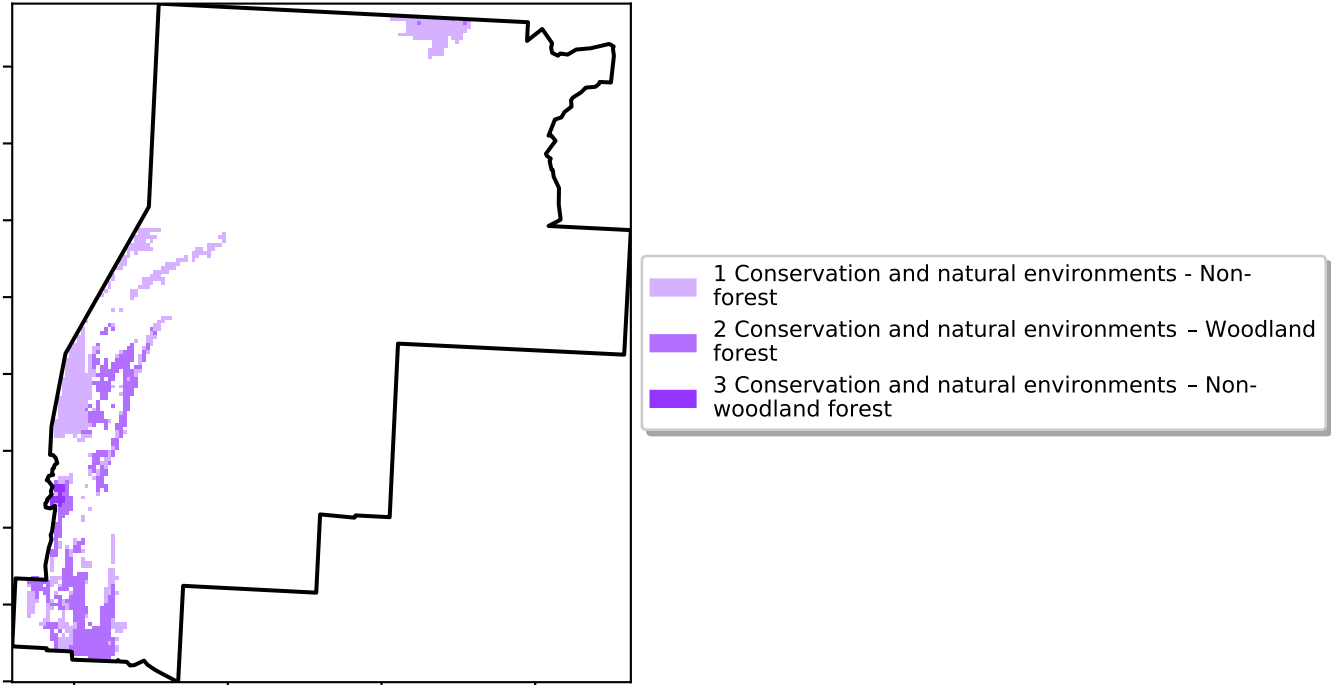 1 Conservation and natural environments - Non-
forest
2 Conservation and natural environments – Woodland
forest
3 Conservation and natural environments – Non-
woodland forest